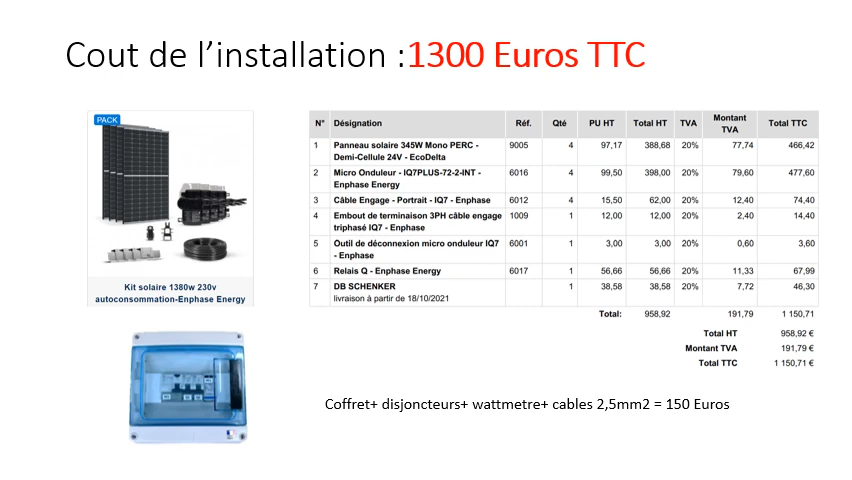 Cout de l'installation :1300 Euros TTC
PACK
Kit solaire 1380w 230v
autoconsommation-Enphase Energy
N° Désignation Réf. Qté PU HT Total HT TVA Montant TVA Total TTC
1 Panneau solaire 345W Mono PERC - 9005 4 97,17 388,68 20% 77,74 466,42
Demi-Cellule 24V - EcoDelta
2 Micro Onduleur - IQ7PLUS-72-2-INT - 6016 4 99,50 398,00 20% 79,60 477,60
Enphase Energy
3 Câble Engage - Portrait - IQ7 - Enphase 6012 4 15,50 62,00 20% 12,40 74,40
4 Embout de terminaison 3PH câble engage 1009 1 12,00 12,00 20% 2,40 14,40
triphasé IQ7 - Enphase
5 Outil de déconnexion micro onduleur IQ7 6001 1 3,00 3,00 20% 0,60 3,60
- Enphase
6 Relais Q - Enphase Energy 6017 1 56,66 56,66 20% 11,33 67,99
7 DB SCHENKER 1 38,58 38,58 20% 7,72 46,30
livraison à partir de 18/10/2021
Total: 958,92 191,79 1 150,71
Total HT 958,92 €
Montant TVA 191,79 €
Total TTC 1 150,71 €
Coffret+ disjoncteurs+ wattmetre+ cables 2,5mm2 = 150 Euros